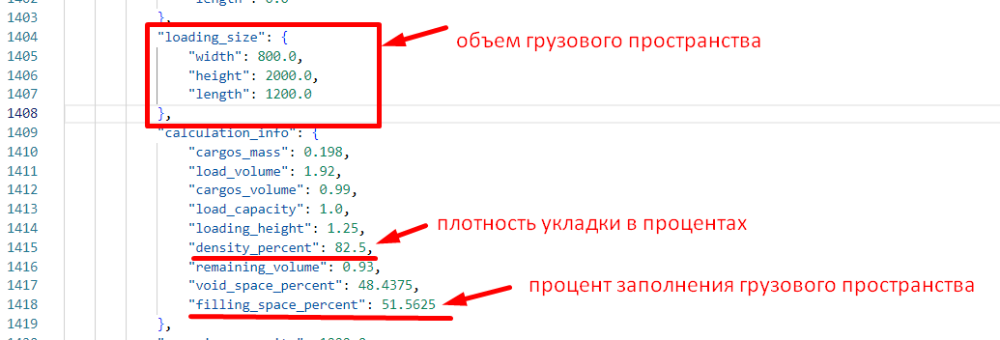 1402 "length": 0.0
1403 },
1404 "loading_size": {
объем грузового пространства
1405 "width": 800.0,
1406 "height": 2000.0,
1407 "length": 1200.0
1408 },
1409 "calculation_info": {
1410 "cargos_mass": 0.198,
1411 "load_volume": 1.92,
1412 "cargos_volume": 0.99,
1413 "load_capacity": 1.0,
1414 "loading_height": 1.25,
плотность укладки в процентах
1415 "density_percent": 82.5,
1416 "remaining_volume": 0.93,
1417 "void_space_percent": 48.4375,
процент заполнения грузового пространства
1418 "filling_space_percent": 51.5625
1419 },